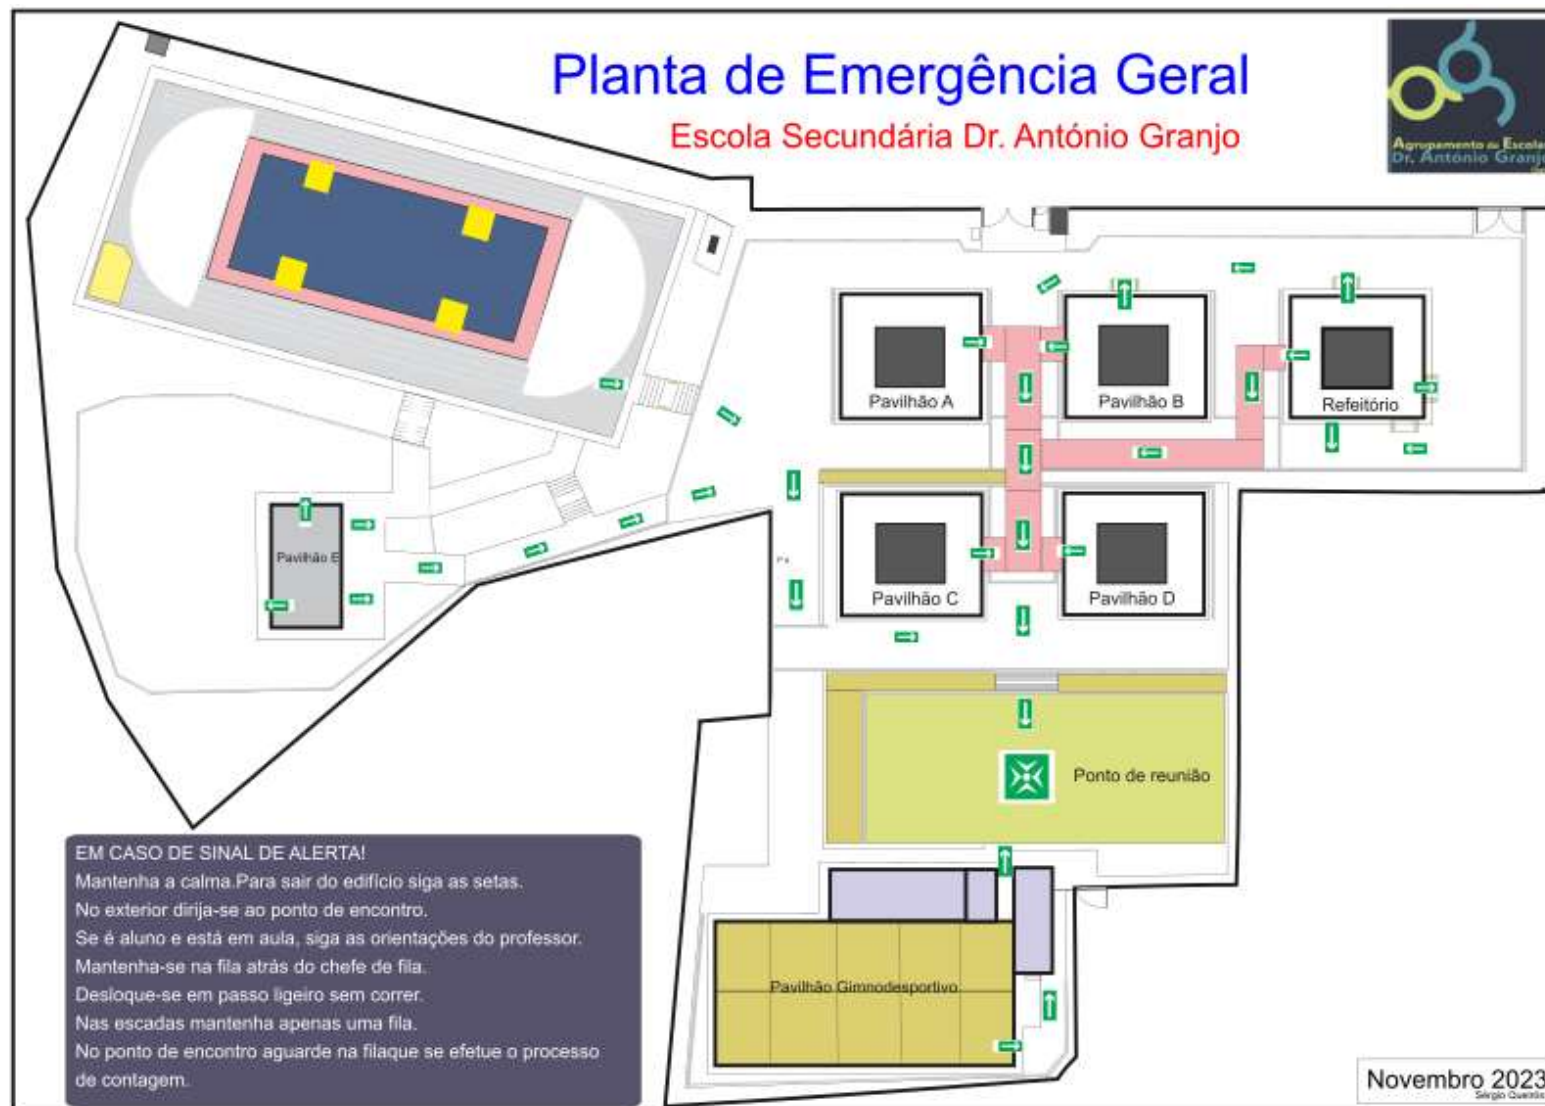 Planta de Emergência Geral
Escola Secundária Dr. António Granjo
Agrupamento de Escolas
Dr. António Granjo
Pavilhão A
Pavilhão B
Refeitório
Pavilhão E
Pavilhão C
Pavilhão D
Ponto de reunião
Pavilhão Gimnodesportivo
EM CASO DE SINAL DE ALERTA!
Mantenha a calma.Para sair do edifício siga as setas.
No exterior dirija-se ao ponto de encontro.
Se é aluno e está em aula, siga as orientações do professor.
Mantenha-se na fila atrás do chefe de fila.
Desloque-se em passo ligeiro sem correr.
Nas escadas mantenha apenas uma fila.
No ponto de encontro aguarde na filaque se efetue o processo
de contagem.
Novembro 2023
Sérgio